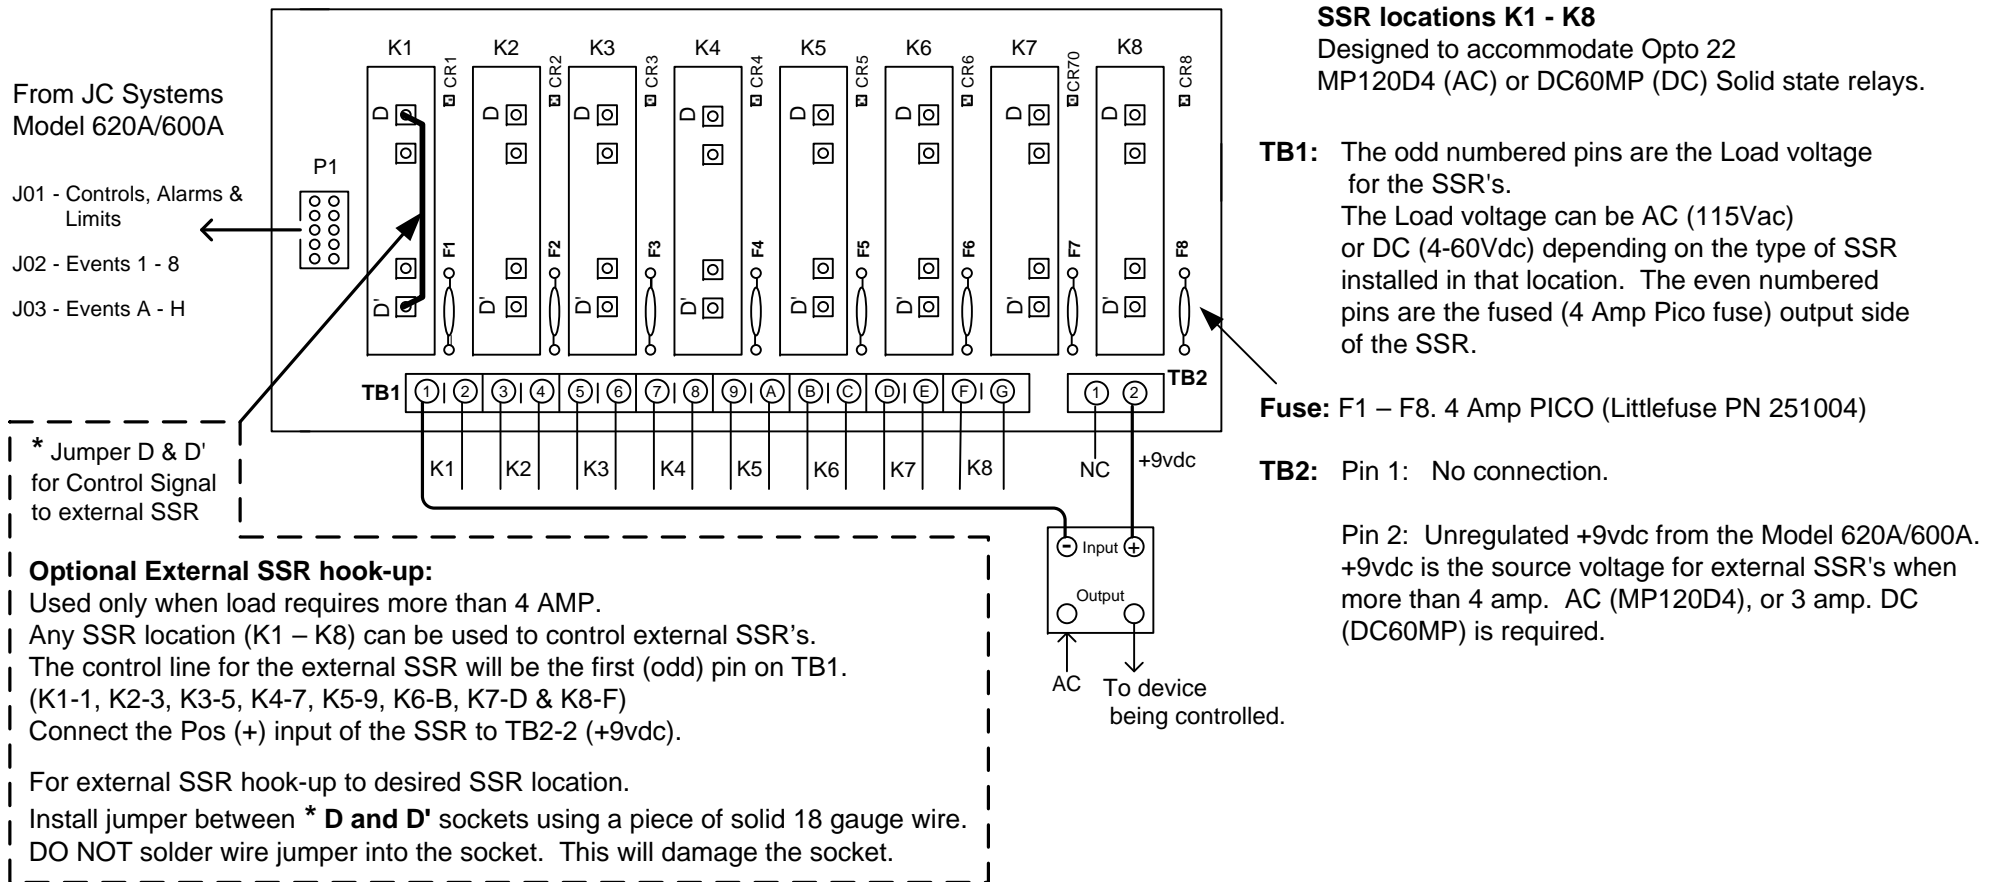 SSR locations K1 - K8
Designed to accommodate Opto 22
MP120D4 (AC) or DC60MP (DC) Solid state relays.
From JC Systems
Model 620A/600A
P1
J01 - Controls, Alarms &
Limits
J02 - Events 1 - 8
J03 - Events A - H
K1 K2 K3 K4 K5 K6 K7 K8
CR1 CR2 CR3 CR4 CR5 CR6 CR70 CR8
D D D D D D D D
F1 F2 F3 F4 F5 F6 F7 F8
D' D' D' D' D' D' D' D'
TB1 1 2 3 4 5 6 7 8 9 A B C D E F G
1 2 TB2
K1 K2 K3 K4 K5 K6 K7 K8 NC +9vdc
- Input +
Output
AC
To device
being controlled.
TB1: The odd numbered pins are the Load voltage
for the SSR's.
The Load voltage can be AC (115Vac)
or DC (4-60Vdc) depending on the type of SSR
installed in that location. The even numbered
pins are the fused (4 Amp Pico fuse) output side
of the SSR.
Fuse: F1 – F8. 4 Amp PICO (Littlefuse PN 251004)
TB2: Pin 1: No connection.
Pin 2: Unregulated +9vdc from the Model 620A/600A.
+9vdc is the source voltage for external SSR's when
more than 4 amp. AC (MP120D4), or 3 amp. DC
(DC60MP) is required.
* Jumper D & D'
for Control Signal
to external SSR
Optional External SSR hook-up:
Used only when load requires more than 4 AMP.
Any SSR location (K1 – K8) can be used to control external SSR's.
The control line for the external SSR will be the first (odd) pin on TB1.
(K1-1, K2-3, K3-5, K4-7, K5-9, K6-B, K7-D & K8-F)
Connect the Pos (+) input of the SSR to TB2-2 (+9vdc).
For external SSR hook-up to desired SSR location.
Install jumper between * D and D' sockets using a piece of solid 18 gauge wire.
DO NOT solder wire jumper into the socket. This will damage the socket.